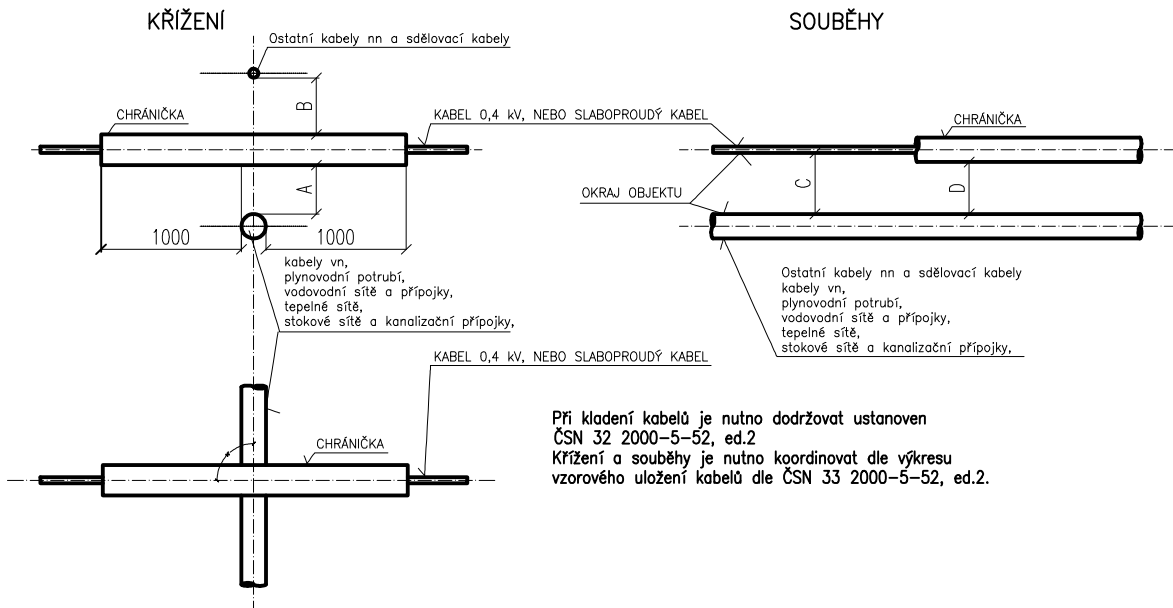 KŘÍŽENÍ
Ostatní kabely nn a sdělovací kabely
B
CHRÁNIČKA
KABEL 0,4 kV, NEBO SLABOPROUDÝ KABEL
A
1000
1000
kabely vn,
plynovodní potrubí,
vodovodní sítě a přípojky,
tepelné sítě,
stokové sítě a kanalizační přípojky,
KABEL 0,4 kV, NEBO SLABOPROUDÝ KABEL
CHRÁNIČKA
SOUBĚHY
CHRÁNIČKA
C
D
OKRAJ OBJEKTU
Ostatní kabely nn a sdělovací kabely
kabely vn,
plynovodní potrubí,
vodovodní sítě a přípojky,
tepelné sítě,
stokové sítě a kanalizační přípojky,
Při kladení kabelů je nutno dodržovat ustanoven
ČSN 32 2000-5-52, ed.2
Křížení a souběhy je nutno koordinovat dle výkresu
vzorového uložení kabelů dle ČSN 33 2000-5-52, ed.2.